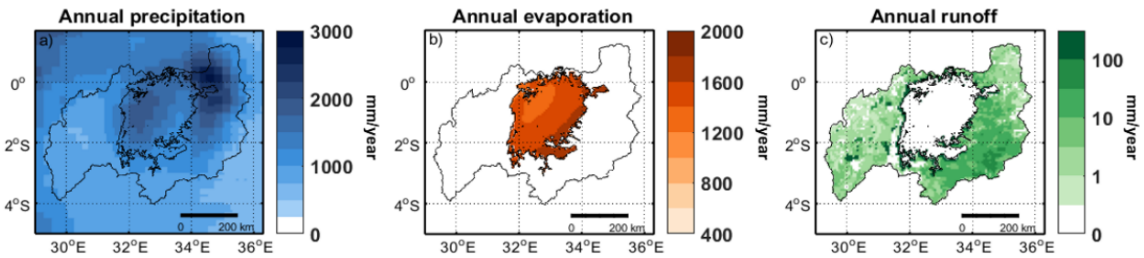 Annual precipitation
a)
0°
2°S
4°S
30°E 32°E 34°E 36°E
0 200 km
3000
2000
1000
0
mm/year
Annual evaporation
b)
0°
2°S
4°S
30°E 32°E 34°E 36°E
0 200 km
2000
1600
1200
800
400
mm/year
Annual runoff
c)
0°
2°S
4°S
30°E 32°E 34°E 36°E
0 200 km
100
10
1
0
mm/year